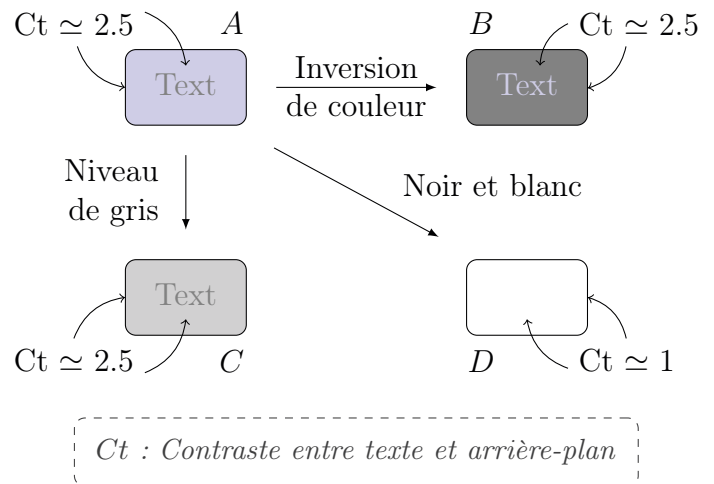 Ct ≃ 2.5
A
B
Ct ≃ 2.5
Text
Inversion
de couleur
Text
Niveau
de gris
Noir et blanc
Text
Ct ≃ 2.5
C
D
Ct ≃ 1
Ct : Contraste entre texte et arrière-plan